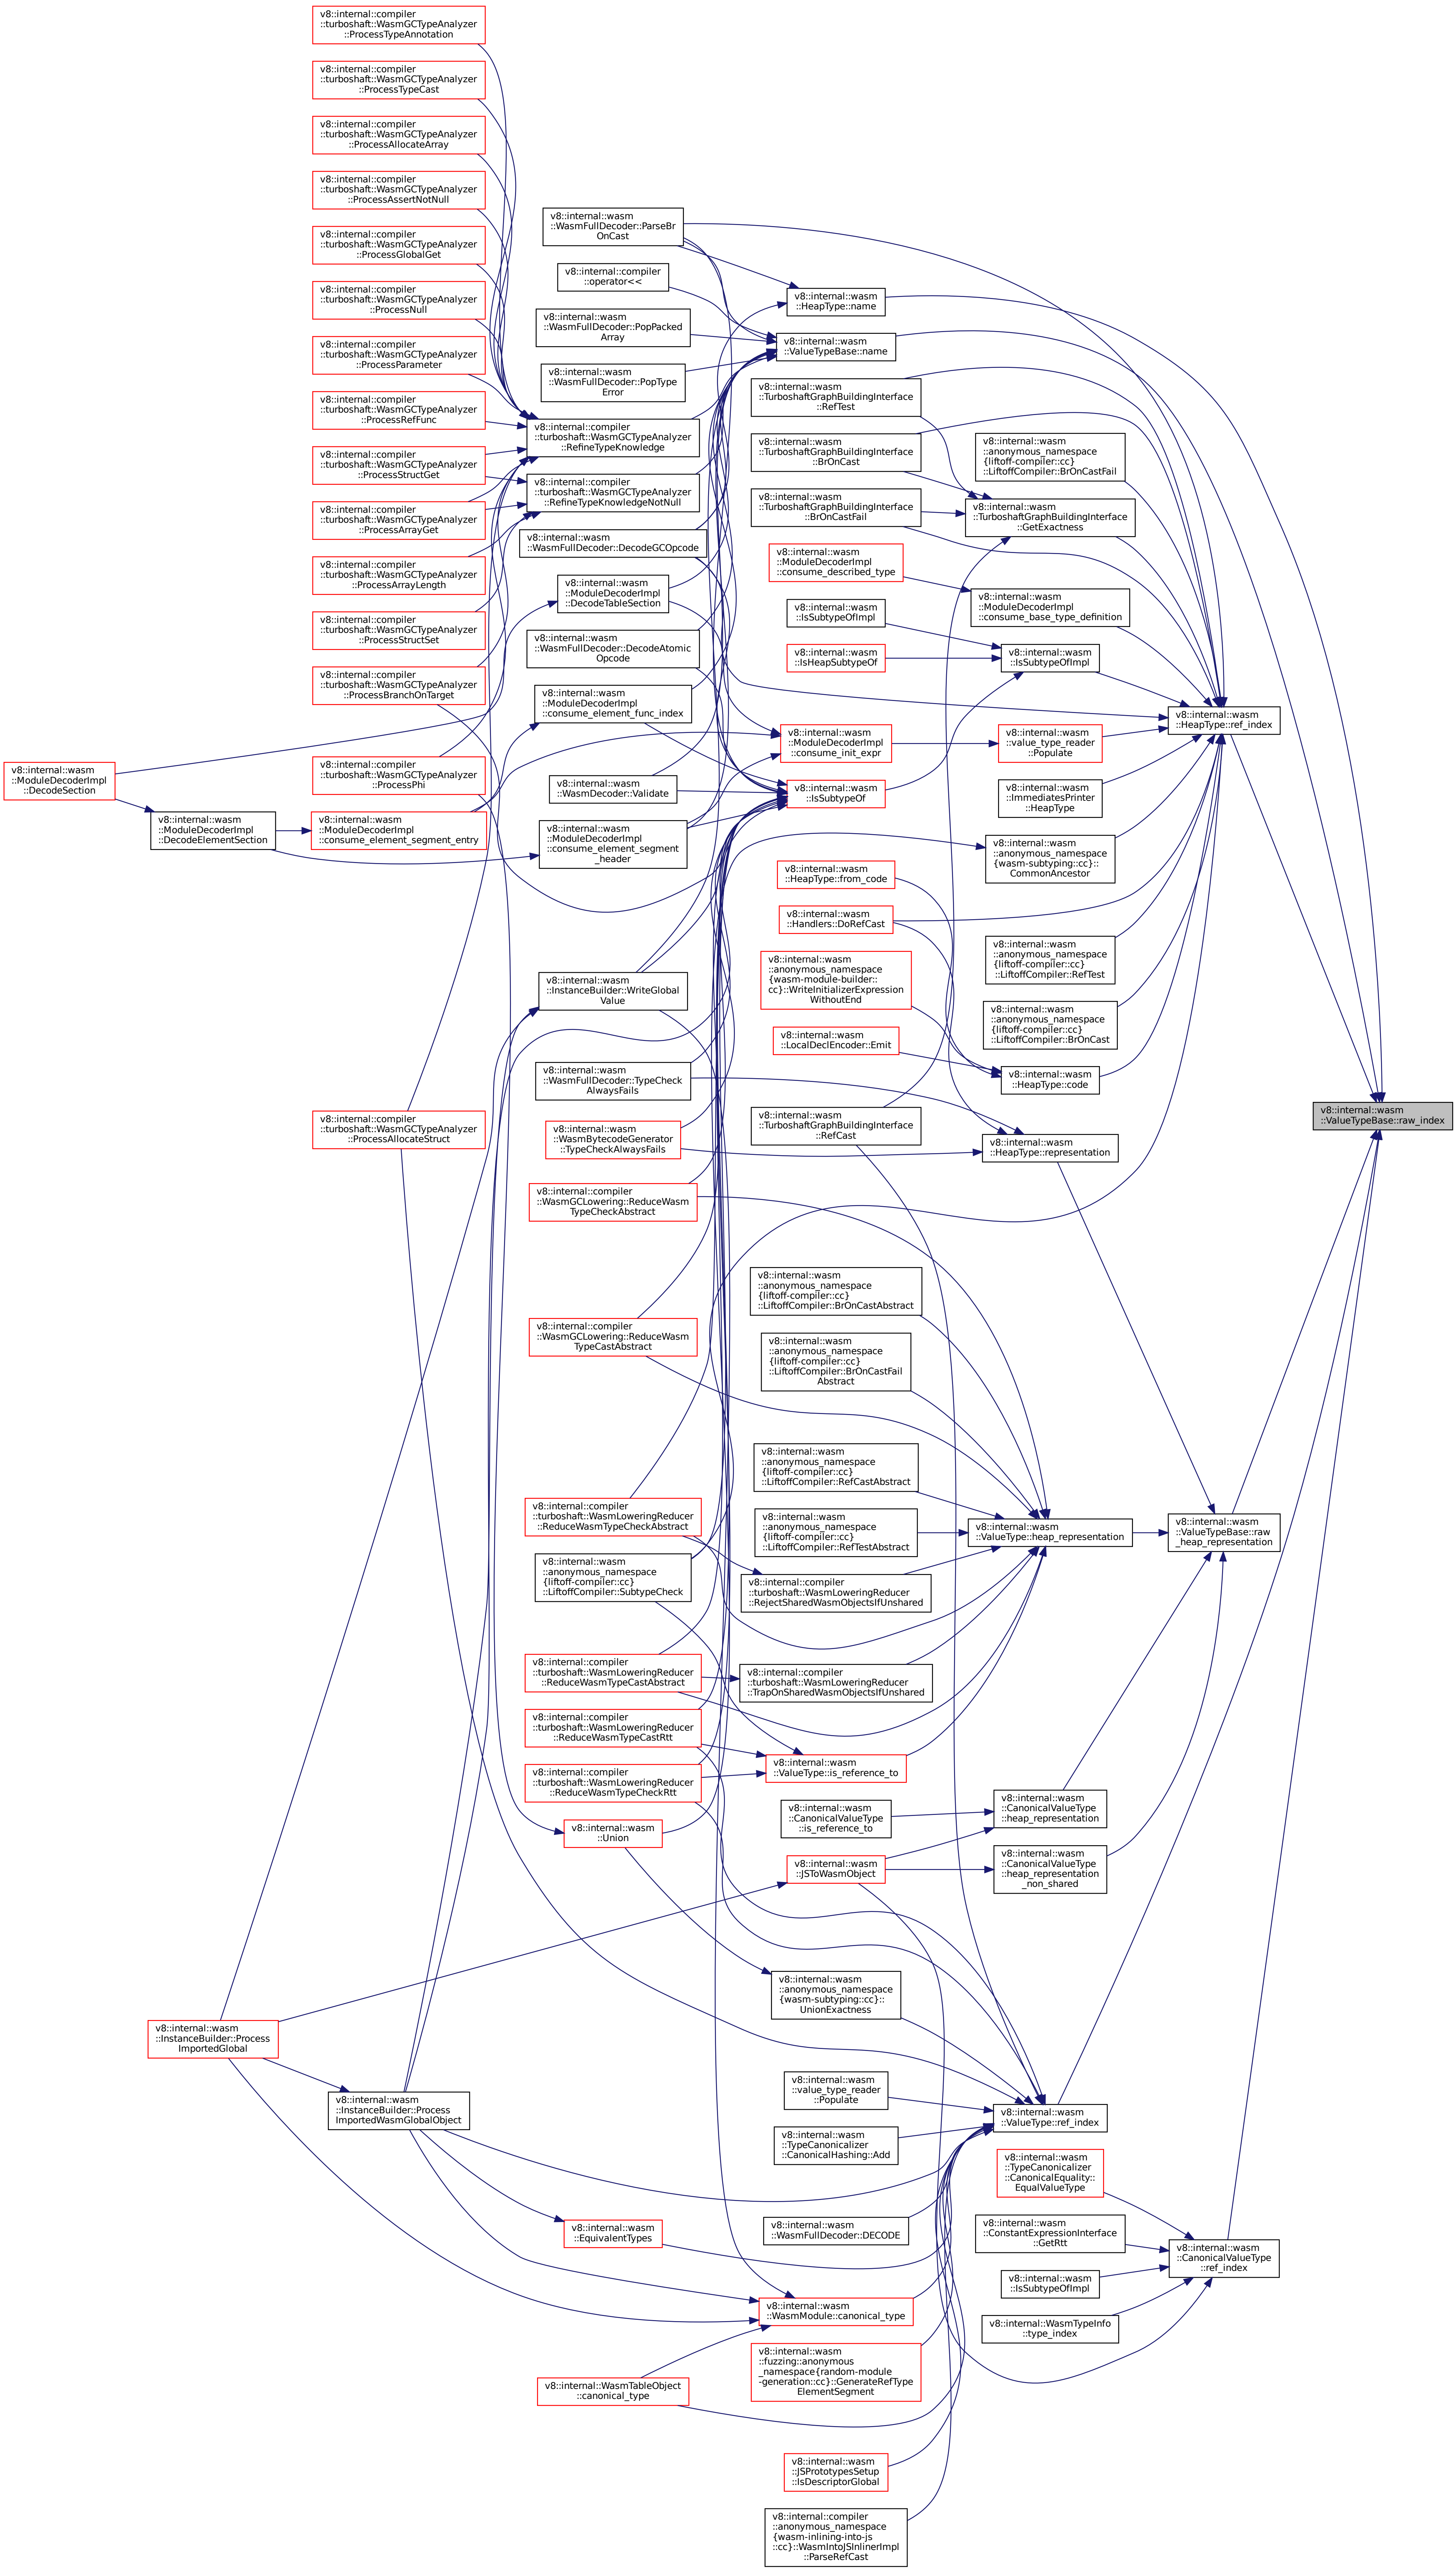 v8::internal::compiler
::turboshaft::WasmGCTypeAnalyzer
::ProcessTypeAnnotation
v8::internal::compiler
::turboshaft::WasmGCTypeAnalyzer
::ProcessTypeCast
v8::internal::compiler
::turboshaft::WasmGCTypeAnalyzer
::ProcessAllocateArray
v8::internal::compiler
::turboshaft::WasmGCTypeAnalyzer
::ProcessAssertNotNull
v8::internal::compiler
::turboshaft::WasmGCTypeAnalyzer
::ProcessGlobalGet
v8::internal::compiler
::turboshaft::WasmGCTypeAnalyzer
::ProcessNull
v8::internal::compiler
::turboshaft::WasmGCTypeAnalyzer
::ProcessParameter
v8::internal::compiler
::turboshaft::WasmGCTypeAnalyzer
::ProcessRefFunc
v8::internal::compiler
::turboshaft::WasmGCTypeAnalyzer
::ProcessStructGet
v8::internal::compiler
::turboshaft::WasmGCTypeAnalyzer
::ProcessArrayGet
v8::internal::compiler
::turboshaft::WasmGCTypeAnalyzer
::ProcessArrayLength
v8::internal::compiler
::turboshaft::WasmGCTypeAnalyzer
::ProcessStructSet
v8::internal::compiler
::turboshaft::WasmGCTypeAnalyzer
::ProcessBranchOnTarget
v8::internal::compiler
::turboshaft::WasmGCTypeAnalyzer
::ProcessPhi
v8::internal::wasm
::ModuleDecoderImpl
::DecodeSection
v8::internal::wasm
::ModuleDecoderImpl
::DecodeElementSection
v8::internal::wasm
::ModuleDecoderImpl
::consume_element_segment_entry
v8::internal::compiler
::turboshaft::WasmGCTypeAnalyzer
::ProcessAllocateStruct
v8::internal::wasm
::InstanceBuilder::Process
ImportedGlobal
v8::internal::wasm
::InstanceBuilder::Process
ImportedWasmGlobalObject
v8::internal::wasm
::WasmFullDecoder::ParseBr
OnCast
v8::internal::compiler
::operator<<
v8::internal::wasm
::WasmFullDecoder::PopPacked
Array
v8::internal::wasm
::WasmFullDecoder::PopType
Error
v8::internal::compiler
::turboshaft::WasmGCTypeAnalyzer
::RefineTypeKnowledge
v8::internal::compiler
::turboshaft::WasmGCTypeAnalyzer
::RefineTypeKnowledgeNotNull
v8::internal::wasm
::WasmFullDecoder::DecodeGCOpcode
v8::internal::wasm
::ModuleDecoderImpl
::DecodeTableSection
v8::internal::wasm
::WasmFullDecoder::DecodeAtomic
Opcode
v8::internal::wasm
::ModuleDecoderImpl
::consume_element_func_index
v8::internal::wasm
::WasmDecoder::Validate
v8::internal::wasm
::ModuleDecoderImpl
::consume_element_segment
_header
v8::internal::wasm
::InstanceBuilder::WriteGlobal
Value
v8::internal::wasm
::WasmFullDecoder::TypeCheck
AlwaysFails
v8::internal::wasm
::WasmBytecodeGenerator
::TypeCheckAlwaysFails
v8::internal::compiler
::WasmGCLowering::ReduceWasm
TypeCheckAbstract
v8::internal::compiler
::WasmGCLowering::ReduceWasm
TypeCastAbstract
v8::internal::compiler
::turboshaft::WasmLoweringReducer
::ReduceWasmTypeCheckAbstract
v8::internal::wasm
::anonymous_namespace
{liftoff-compiler::cc}
::LiftoffCompiler::SubtypeCheck
v8::internal::compiler
::turboshaft::WasmLoweringReducer
::ReduceWasmTypeCastAbstract
v8::internal::compiler
::turboshaft::WasmLoweringReducer
::ReduceWasmTypeCastRtt
v8::internal::compiler
::turboshaft::WasmLoweringReducer
::ReduceWasmTypeCheckRtt
v8::internal::wasm
::Union
v8::internal::wasm
::EquivalentTypes
v8::internal::WasmTableObject
::canonical_type
v8::internal::wasm
::HeapType::name
v8::internal::wasm
::ValueTypeBase::name
v8::internal::wasm
::TurboshaftGraphBuildingInterface
::RefTest
v8::internal::wasm
::TurboshaftGraphBuildingInterface
::BrOnCast
v8::internal::wasm
::TurboshaftGraphBuildingInterface
::BrOnCastFail
v8::internal::wasm
::ModuleDecoderImpl
::consume_described_type
v8::internal::wasm
::IsSubtypeOfImpl
v8::internal::wasm
::IsHeapSubtypeOf
v8::internal::wasm
::ModuleDecoderImpl
::consume_init_expr
v8::internal::wasm
::IsSubtypeOf
v8::internal::wasm
::HeapType::from_code
v8::internal::wasm
::Handlers::DoRefCast
v8::internal::wasm
::anonymous_namespace
{wasm-module-builder::
cc}::WriteInitializerExpression
WithoutEnd
v8::internal::wasm
::LocalDeclEncoder::Emit
v8::internal::wasm
::TurboshaftGraphBuildingInterface
::RefCast
v8::internal::wasm
::anonymous_namespace
{liftoff-compiler::cc}
::LiftoffCompiler::BrOnCastAbstract
v8::internal::wasm
::anonymous_namespace
{liftoff-compiler::cc}
::LiftoffCompiler::BrOnCastFail
Abstract
v8::internal::wasm
::anonymous_namespace
{liftoff-compiler::cc}
::LiftoffCompiler::RefCastAbstract
v8::internal::wasm
::anonymous_namespace
{liftoff-compiler::cc}
::LiftoffCompiler::RefTestAbstract
v8::internal::compiler
::turboshaft::WasmLoweringReducer
::RejectSharedWasmObjectsIfUnshared
v8::internal::compiler
::turboshaft::WasmLoweringReducer
::TrapOnSharedWasmObjectsIfUnshared
v8::internal::wasm
::ValueType::is_reference_to
v8::internal::wasm
::CanonicalValueType
::is_reference_to
v8::internal::wasm
::JSToWasmObject
v8::internal::wasm
::anonymous_namespace
{wasm-subtyping::cc}::
UnionExactness
v8::internal::wasm
::value_type_reader
::Populate
v8::internal::wasm
::TypeCanonicalizer
::CanonicalHashing::Add
v8::internal::wasm
::WasmFullDecoder::DECODE
v8::internal::wasm
::WasmModule::canonical_type
v8::internal::wasm
::fuzzing::anonymous
_namespace{random-module
-generation::cc}::GenerateRefType
ElementSegment
v8::internal::wasm
::JSPrototypesSetup
::IsDescriptorGlobal
v8::internal::compiler
::anonymous_namespace
{wasm-inlining-into-js
::cc}::WasmIntoJSInlinerImpl
::ParseRefCast
v8::internal::wasm
::anonymous_namespace
{liftoff-compiler::cc}
::LiftoffCompiler::BrOnCastFail
v8::internal::wasm
::TurboshaftGraphBuildingInterface
::GetExactness
v8::internal::wasm
::ModuleDecoderImpl
::consume_base_type_definition
v8::internal::wasm
::IsSubtypeOfImpl
v8::internal::wasm
::value_type_reader
::Populate
v8::internal::wasm
::ImmediatesPrinter
::HeapType
v8::internal::wasm
::anonymous_namespace
{wasm-subtyping::cc}::
CommonAncestor
v8::internal::wasm
::anonymous_namespace
{liftoff-compiler::cc}
::LiftoffCompiler::RefTest
v8::internal::wasm
::anonymous_namespace
{liftoff-compiler::cc}
::LiftoffCompiler::BrOnCast
v8::internal::wasm
::HeapType::code
v8::internal::wasm
::HeapType::representation
v8::internal::wasm
::ValueType::heap_representation
v8::internal::wasm
::CanonicalValueType
::heap_representation
v8::internal::wasm
::CanonicalValueType
::heap_representation
_non_shared
v8::internal::wasm
::ValueType::ref_index
v8::internal::wasm
::TypeCanonicalizer
::CanonicalEquality::
EqualValueType
v8::internal::wasm
::ConstantExpressionInterface
::GetRtt
v8::internal::wasm
::IsSubtypeOfImpl
v8::internal::WasmTypeInfo
::type_index
v8::internal::wasm
::HeapType::ref_index
v8::internal::wasm
::ValueTypeBase::raw
_heap_representation
v8::internal::wasm
::CanonicalValueType
::ref_index
v8::internal::wasm
::ValueTypeBase::raw_index